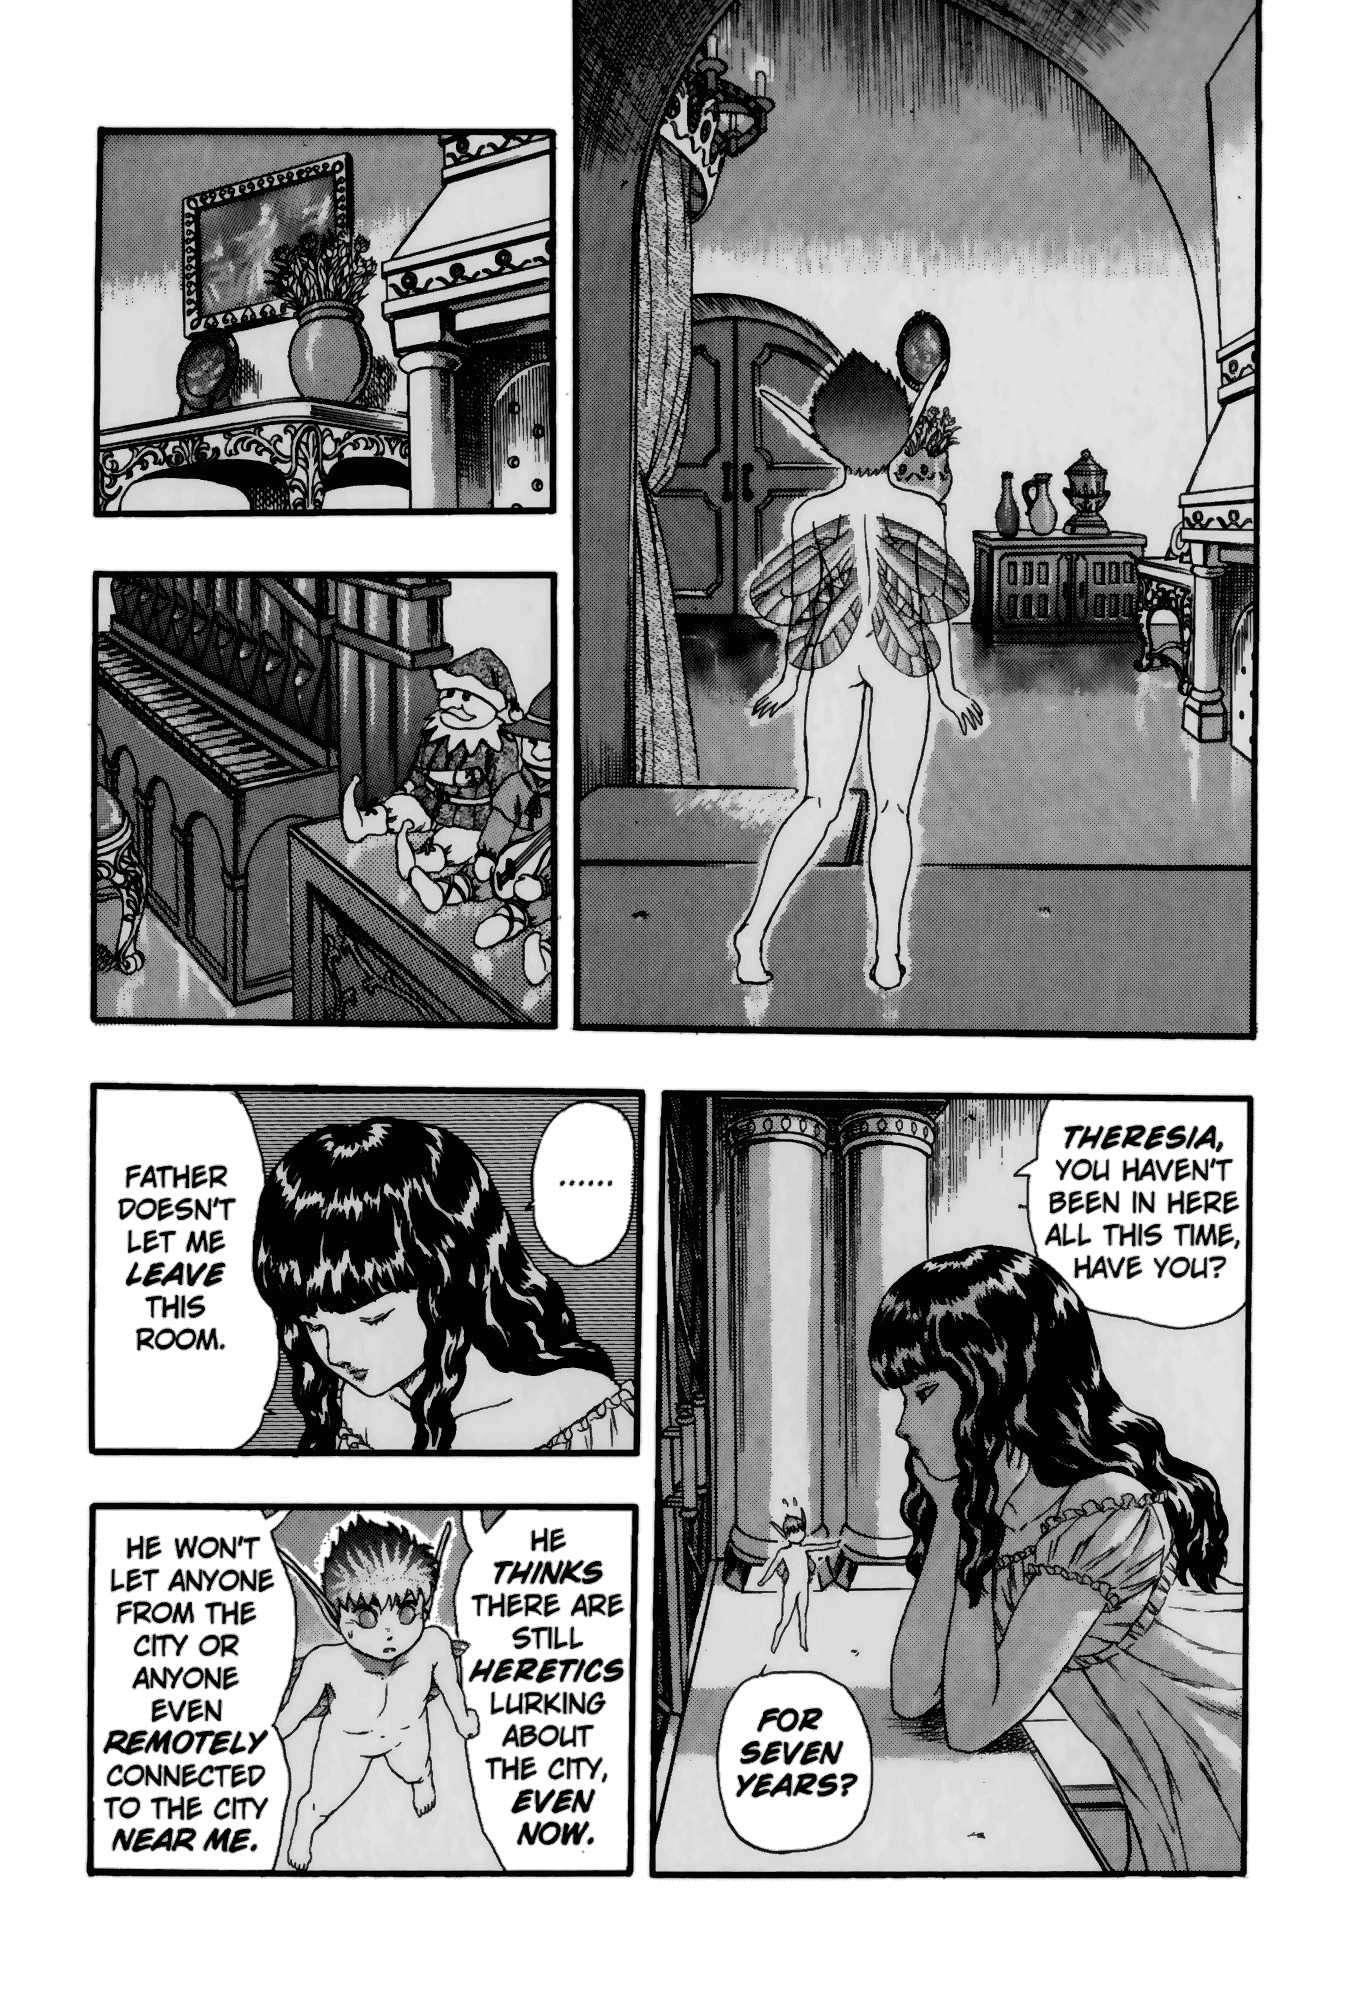 THERESIA,
YOU HAVEN'T
BEEN IN HERE
ALL THIS TIME,
HAVE YOU?
FOR
SEVEN
YEARS?
......
FATHER
DOESN'T
LET ME
LEAVE
THIS
ROOM.
HE
THINKS
THERE ARE
STILL
HERETICS
LURKING
ABOUT
THE CITY,
EVEN
NOW.
HE WON'T
LET ANYONE
FROM THE
CITY OR
ANYONE
EVEN
REMOTELY
CONNECTED
TO THE CITY
NEAR ME.